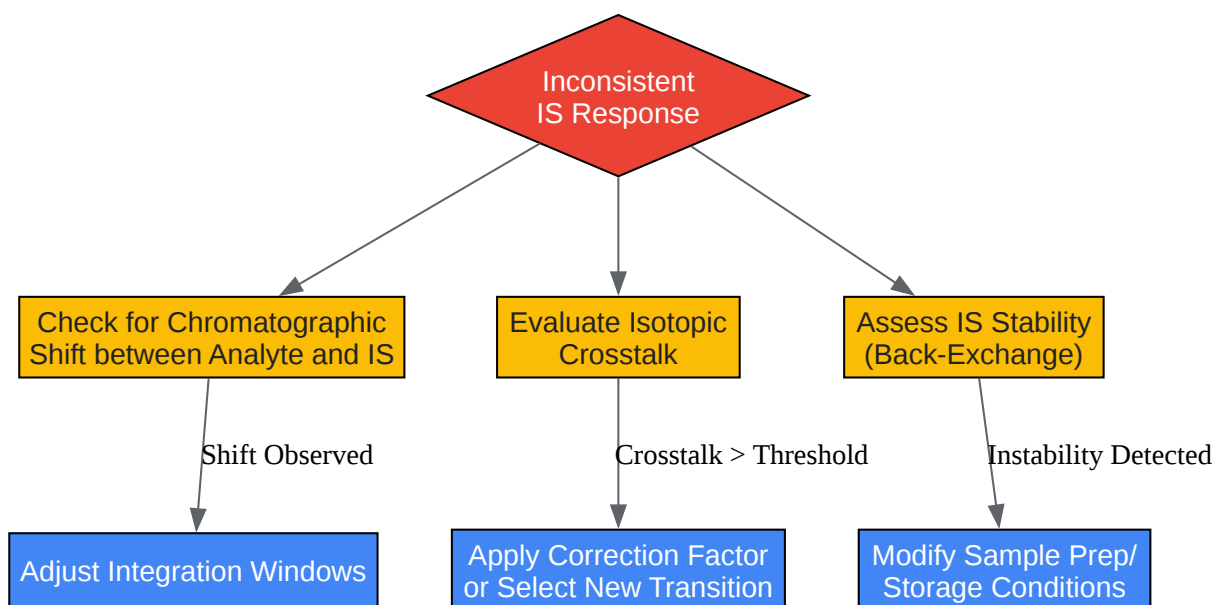 Inconsistent
IS Response
Check for Chromatographic
Shift between Analyte and IS
Evaluate Isotopic
Crosstalk
Assess IS Stability
(Back-Exchange)
Shift Observed
Crosstalk > Threshold
Instability Detected
Adjust Integration Windows
Apply Correction Factor
or Select New Transition
Modify Sample Prep/
Storage Conditions